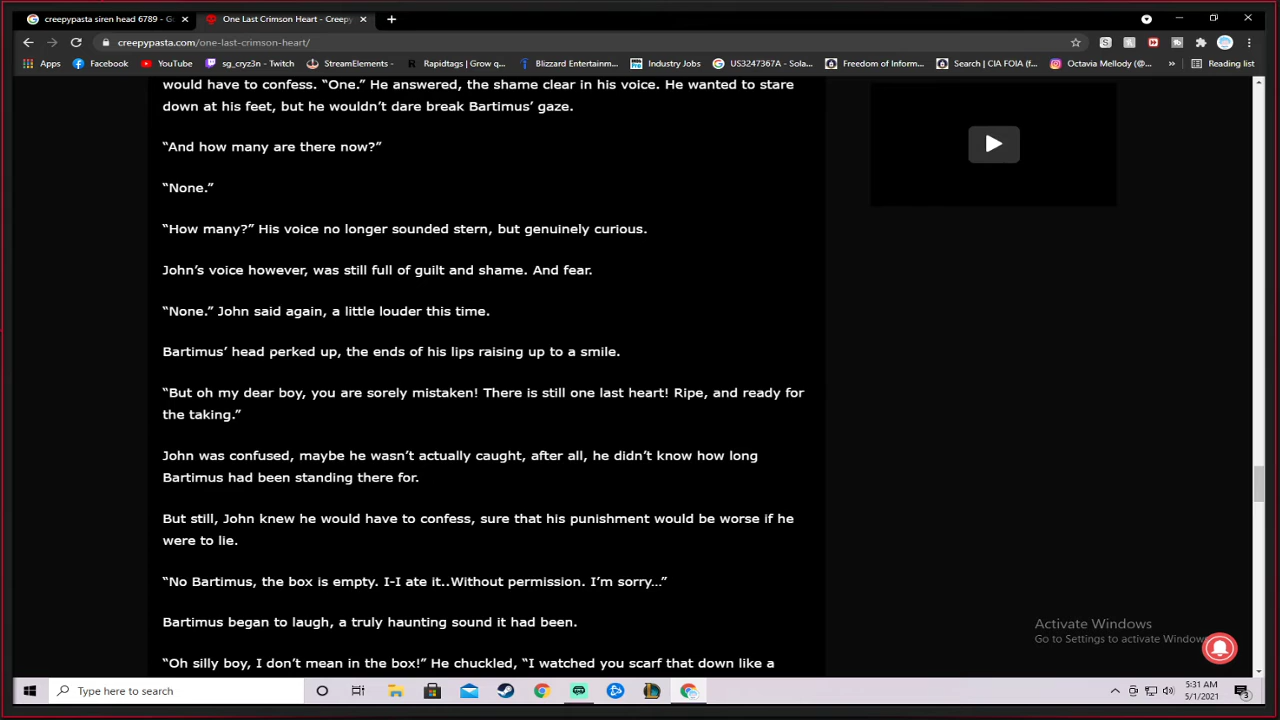 creepypasta siren head 6789 - G
One Last Crimson Heart - Creepy
creepypasta.com/one-last-crimson-heart/
Apps
Facebook
YouTube
sg_cryz3n - Twitch
StreamElements -
Rapidtags | Grow q...
Blizzard Entertainm...
Industry Jobs
US3247367A - Sola...
Freedom of Inform...
Search | CIA FOIA (f...
Octavia Mellody (@...
»
Reading list
would have to confess. “One.” He answered, the shame clear in his voice. He wanted to stare
down at his feet, but he wouldn’t dare break Bartimus’ gaze.
“And how many are there now?”
“None.”
“How many?” His voice no longer sounded stern, but genuinely curious.
John’s voice however, was still full of guilt and shame. And fear.
“None.” John said again, a little louder this time.
Bartimus’ head perked up, the ends of his lips raising up to a smile.
“But oh my dear boy, you are sorely mistaken! There is still one last heart! Ripe, and ready for
the taking.”
John was confused, maybe he wasn’t actually caught, after all, he didn’t know how long
Bartimus had been standing there for.
But still, John knew he would have to confess, sure that his punishment would be worse if he
were to lie.
“No Bartimus, the box is empty. I-I ate it..Without permission. I’m sorry...”
Bartimus began to laugh, a truly haunting sound it had been.
“Oh silly boy, I don’t mean in the box!” He chuckled, “I watched you scarf that down like a
Activate Windows
Go to Settings to activate Windows
Type here to search
5:31 AM
5/1/2021
3